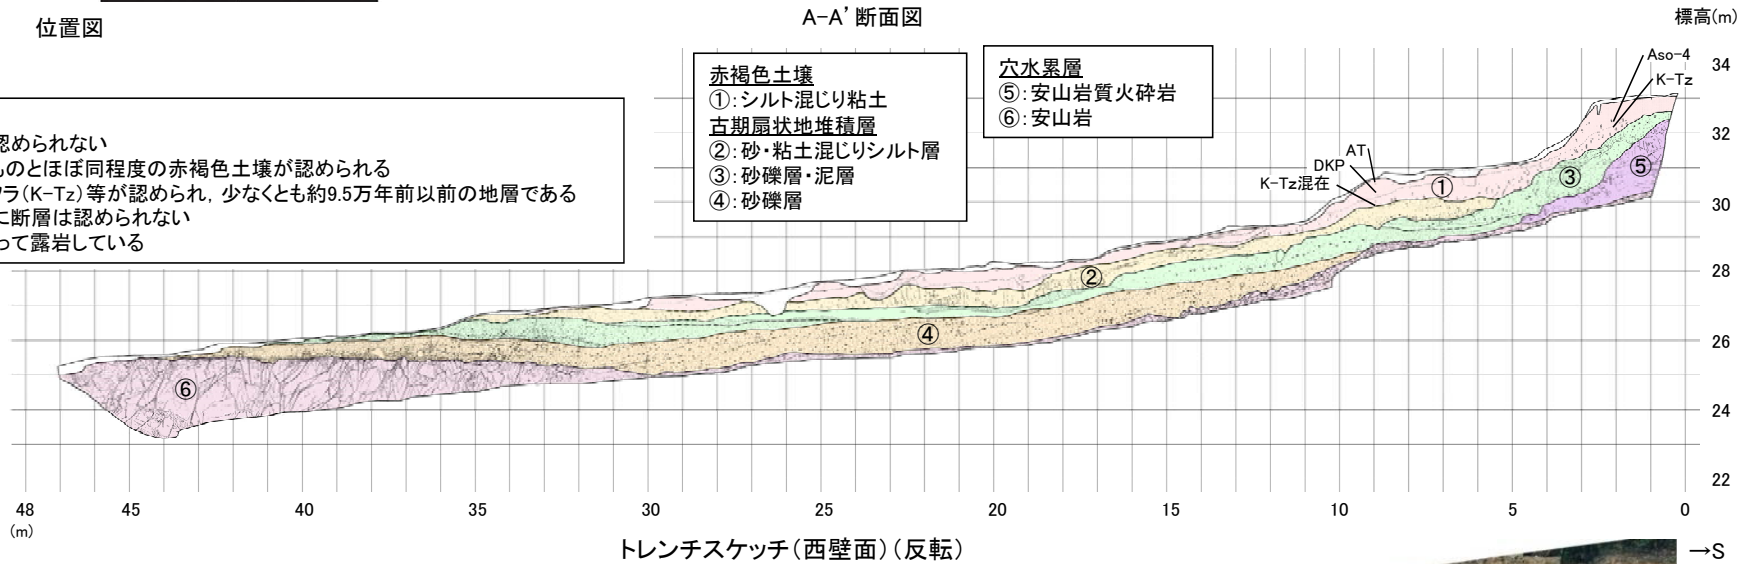 位置図
A-A’断面図
標高(m)
認められない
ものとほぼ同程度の赤褐色土壌が認められる
フラ(K-Tz)等が認められ，少なくとも約9.5万年前以前の地層である
に断層は認められない
って露岩している
赤褐色土壌
①：シルト混じり粘土
古期扇状地堆積層
②：砂・粘土混じりシルト層
③：砂礫層・泥層
④：砂礫層
穴水累層
⑤：安山岩質火砕岩
⑥：安山岩
Aso-4
K-Tz
AT
DKP
K-Tz混在
①
②
③
④
⑤
⑥
34
32
30
28
26
24
22
48 45 40 35 30 25 20 15 10 5 0
(m)
トレンチスケッチ(西壁面)(反転)
→S